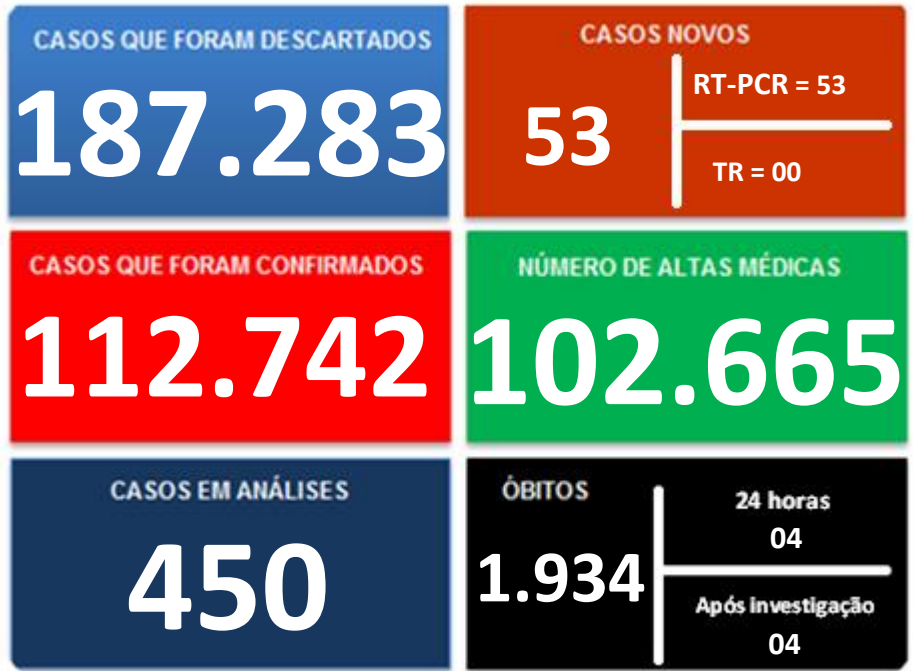 CASOS QUE FORAM DESCARTADOS
187.283
CASOS NOVOS
53
RT-PCR = 53
TR = 00
CASOS QUE FORAM CONFIRMADOS
112.742
NÚMERO DE ALTAS MÉDICAS
102.665
CASOS EM ANÁLISES
450
ÓBITOS
1.934
24 horas
04
Após investigação
04